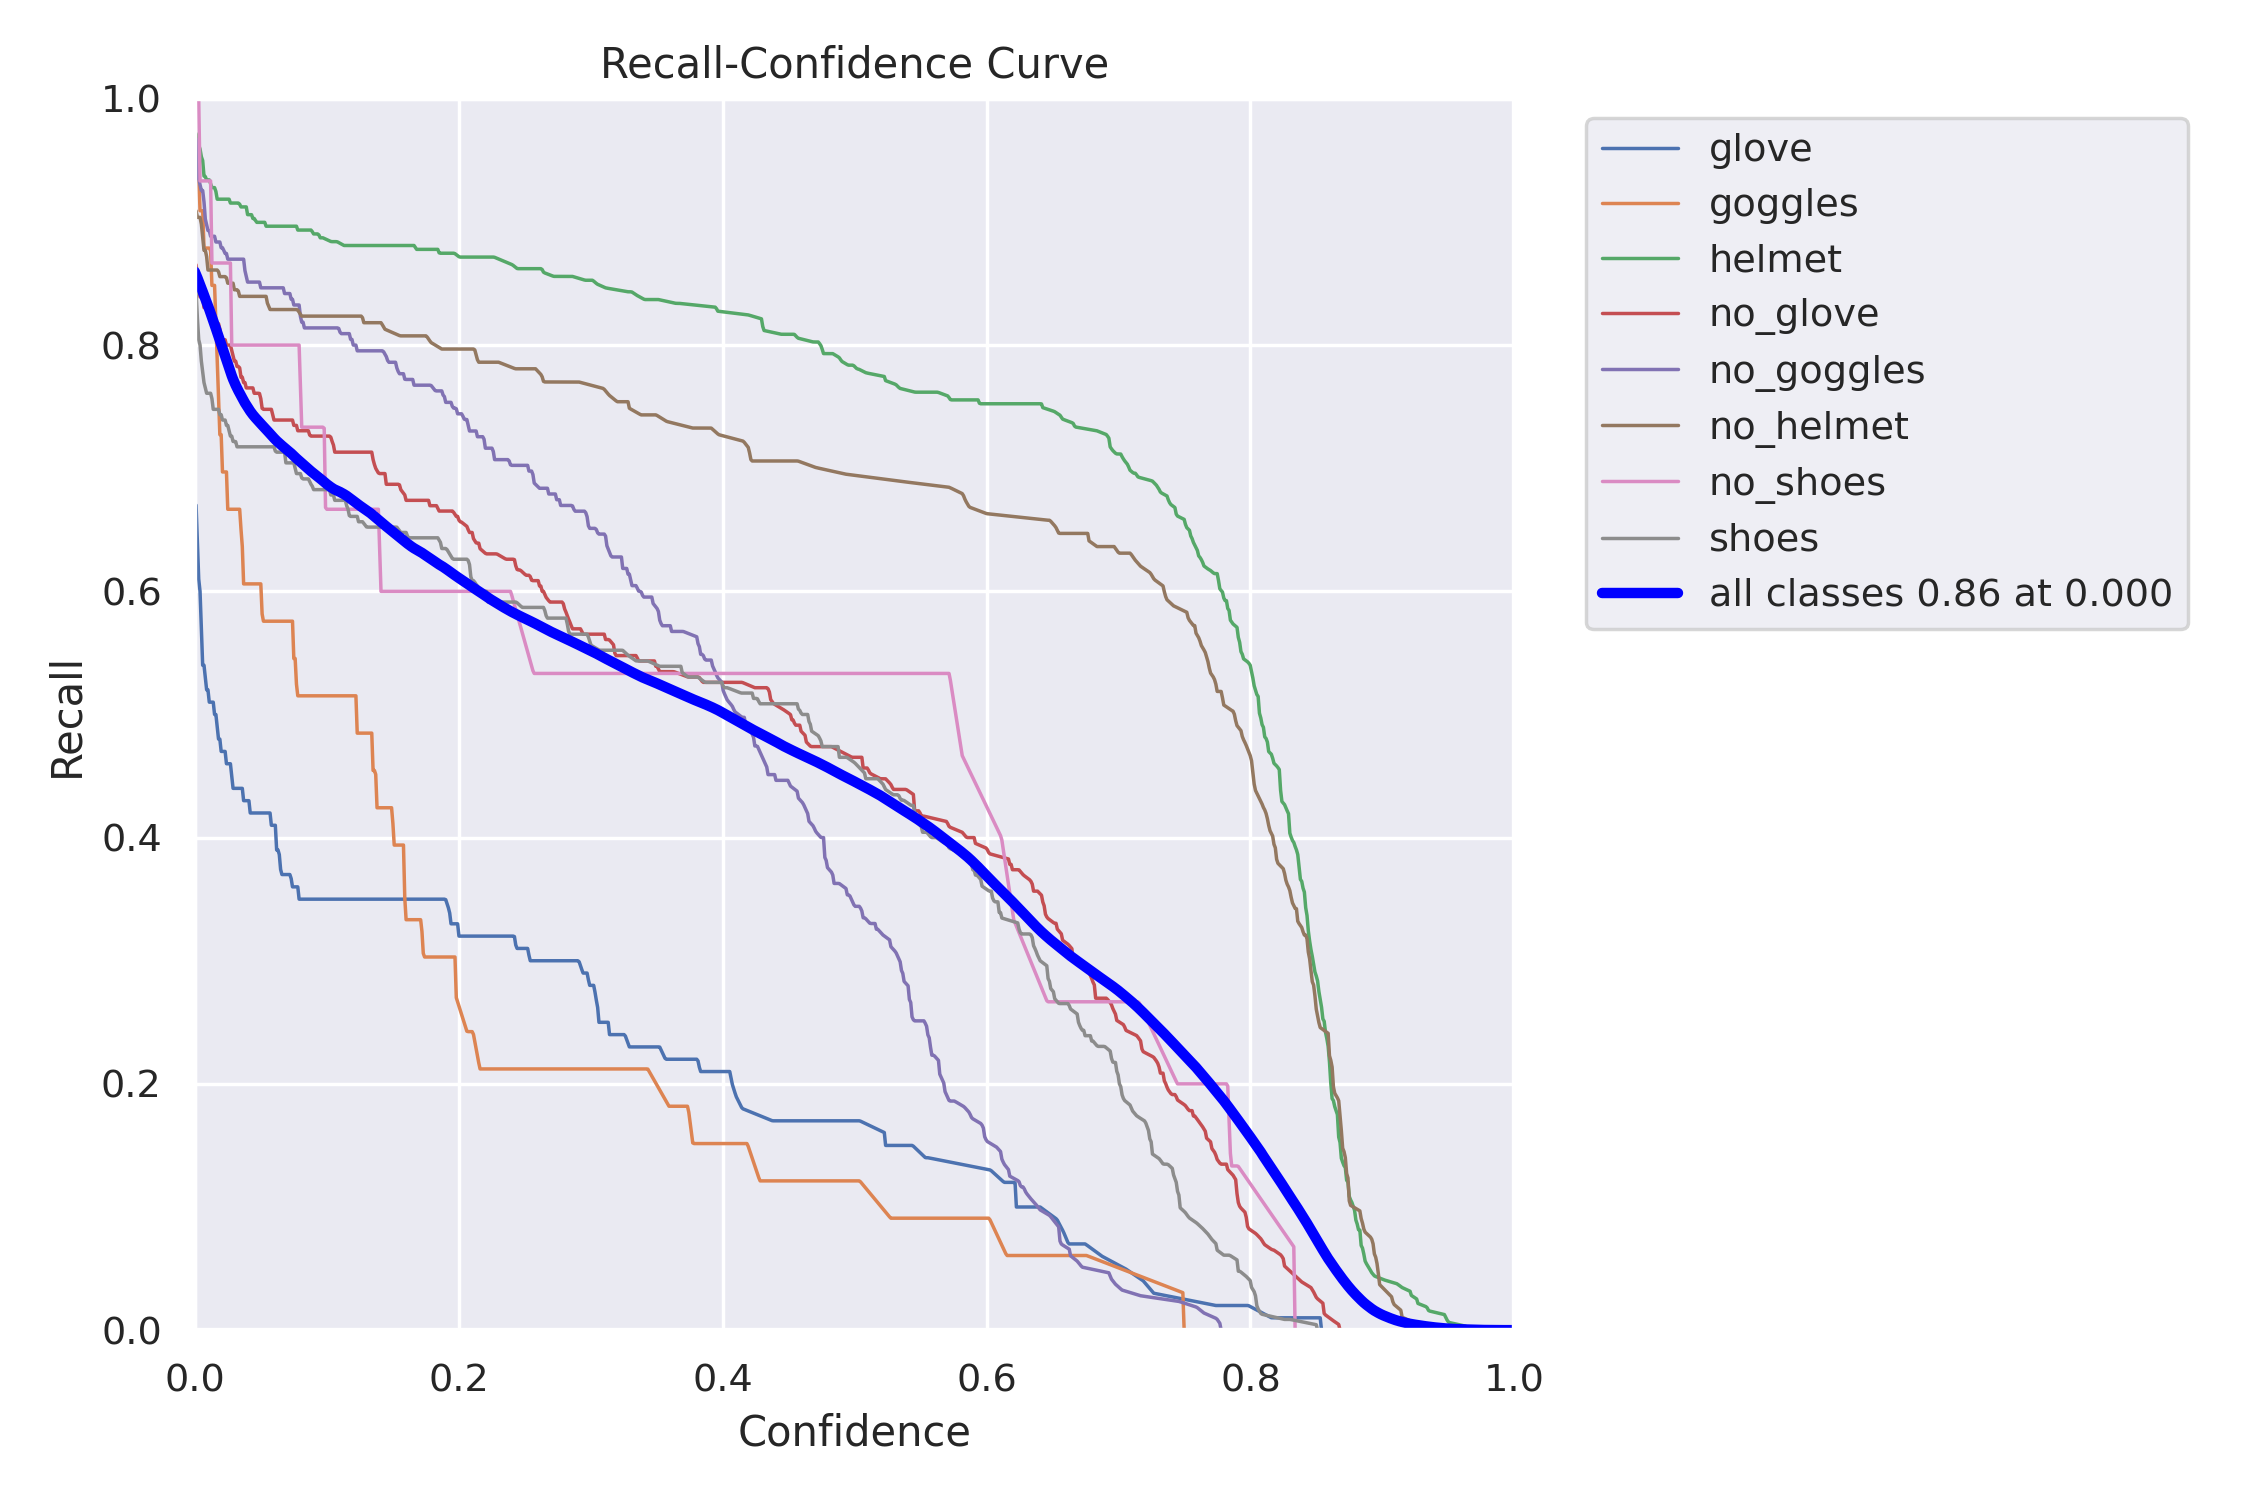 Recall-Confidence Curve
1.0
0.8
0.6
0.4
0.2
0.0
Recall
0.0 0.2 0.4 0.6 0.8 1.0
Confidence
glove
goggles
helmet
no_glove
no_goggles
no_helmet
no_shoes
shoes
all classes 0.86 at 0.000